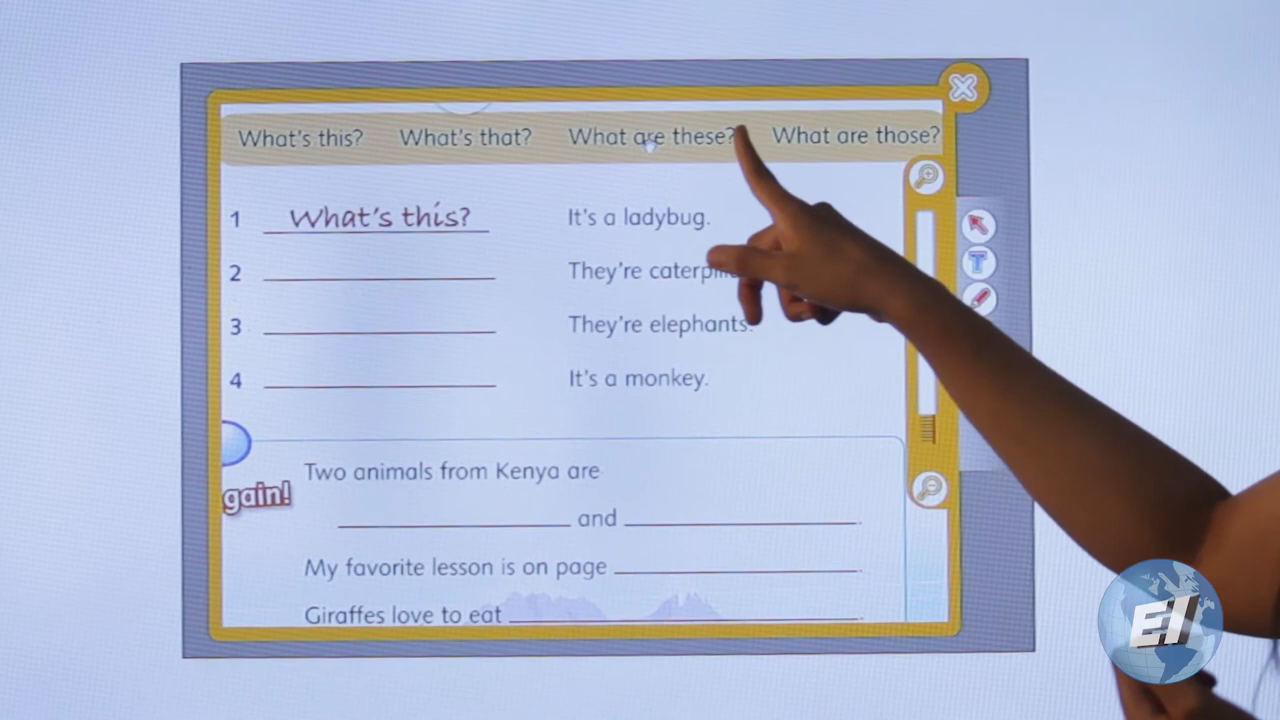 What's this? What's that? What are these? What are those?
1 What's this? It's a ladybug.
2 They're
3 They're elephants.
4 It's a monkey.
gain!
Two animals from Kenya are
and .
My favorite lesson is on page .
Giraffes love to eat .
EI